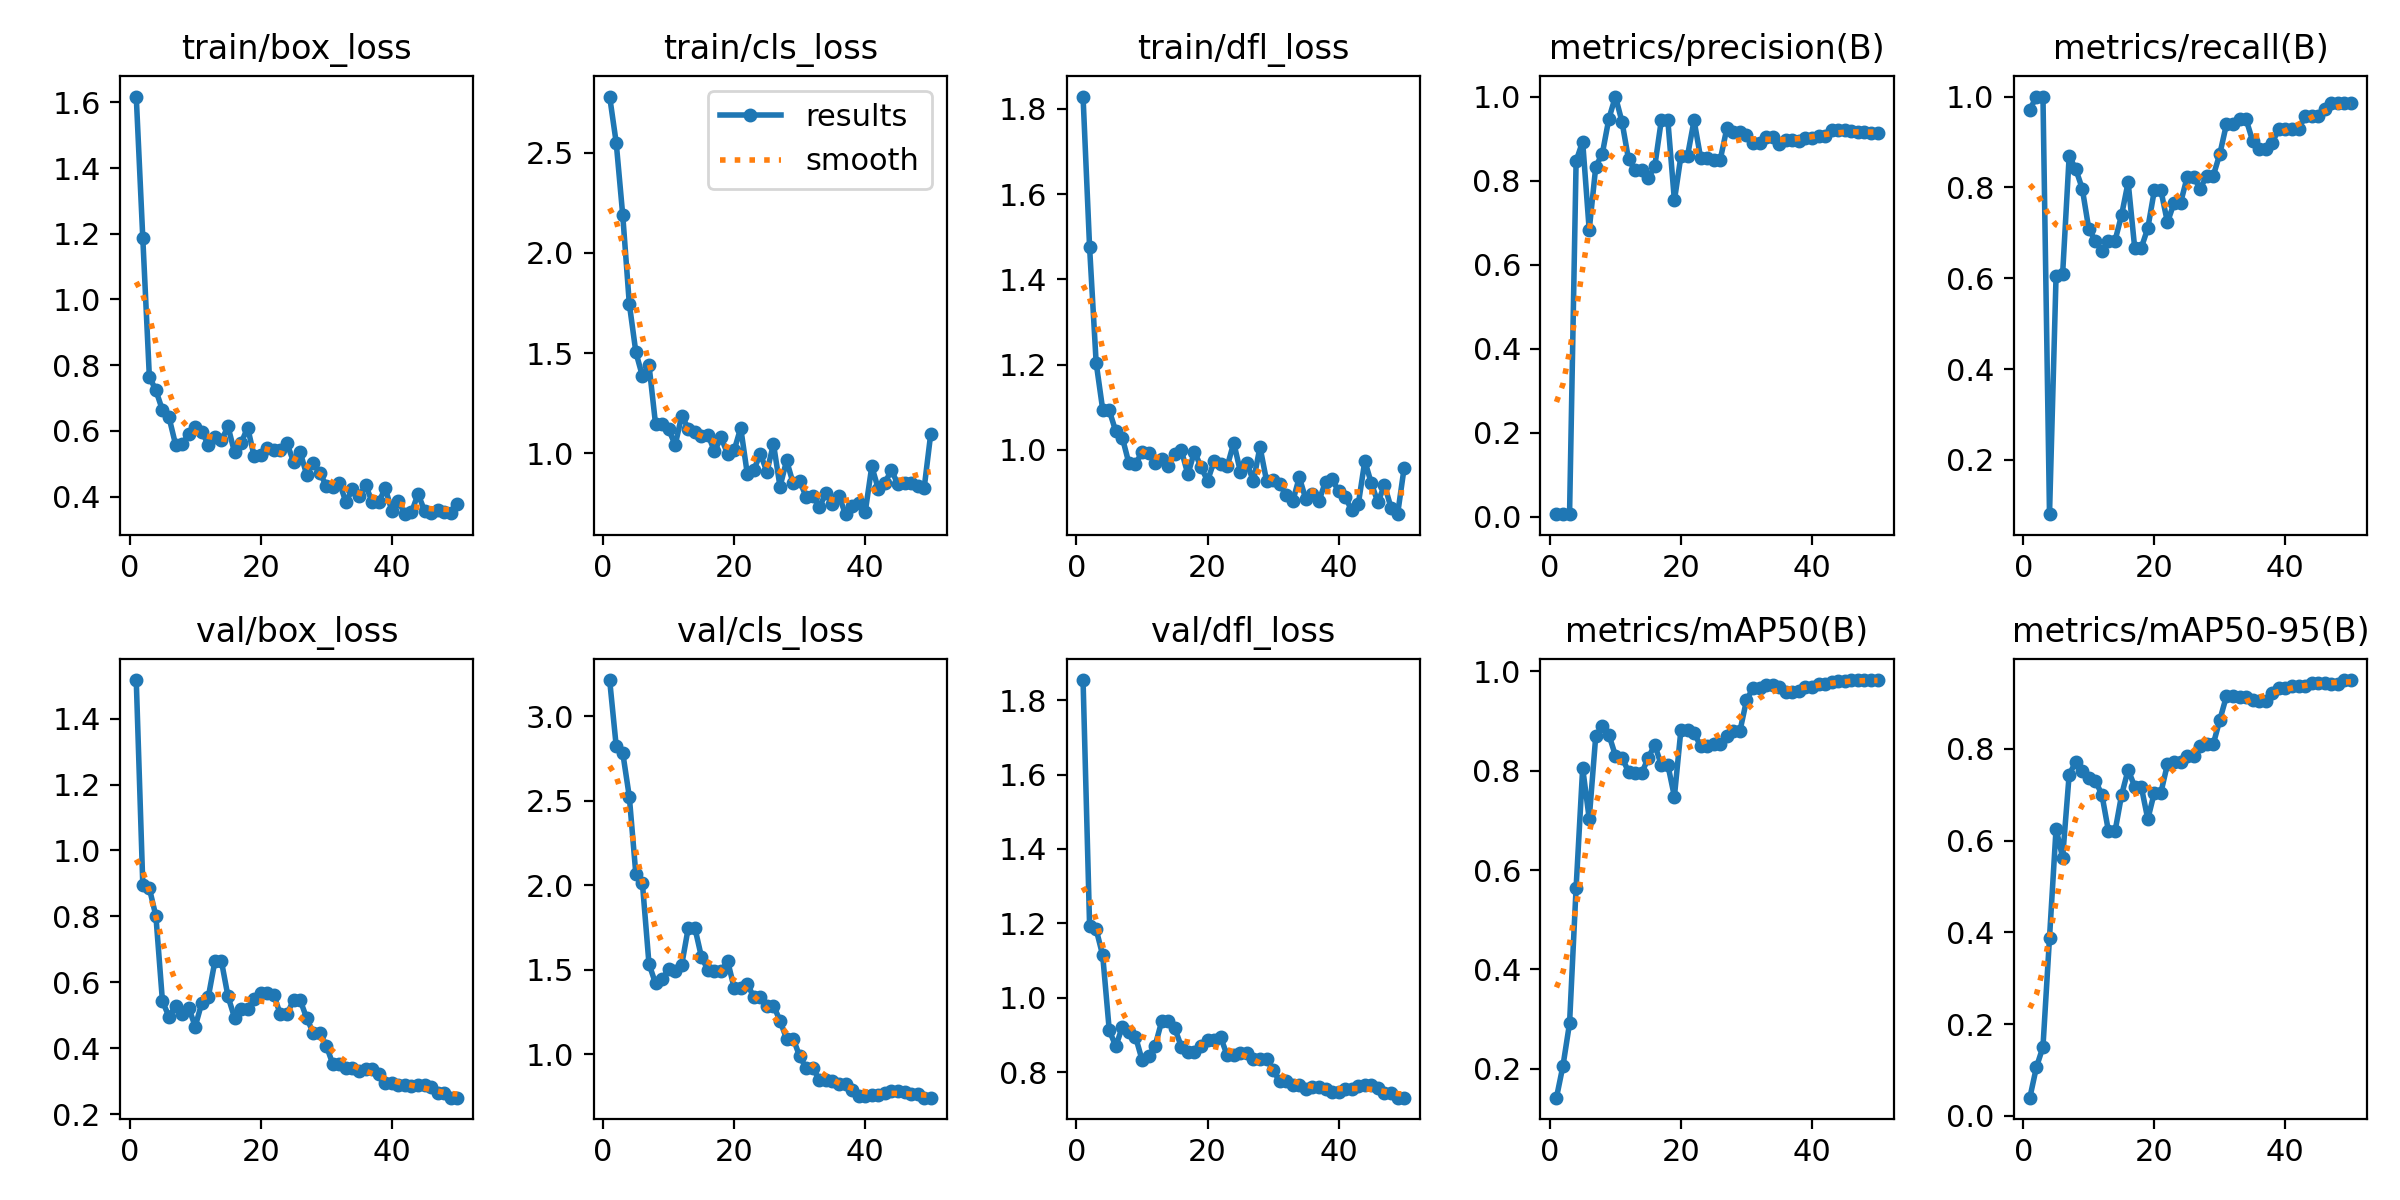 train/box_loss
1.6
1.4
1.2
1.0
0.8
0.6
0.4
0 20 40
train/cls_loss
results
smooth
2.5
2.0
1.5
1.0
0 20 40
train/dfl_loss
1.8
1.6
1.4
1.2
1.0
0 20 40
metrics/precision(B)
1.0
0.8
0.6
0.4
0.2
0.0
0 20 40
metrics/recall(B)
1.0
0.8
0.6
0.4
0.2
0 20 40
val/box_loss
1.4
1.2
1.0
0.8
0.6
0.4
0.2
0 20 40
val/cls_loss
3.0
2.5
2.0
1.5
1.0
0 20 40
val/dfl_loss
1.8
1.6
1.4
1.2
1.0
0.8
0 20 40
metrics/mAP50(B)
1.0
0.8
0.6
0.4
0.2
0 20 40
metrics/mAP50-95(B)
0.8
0.6
0.4
0.2
0.0
0 20 40